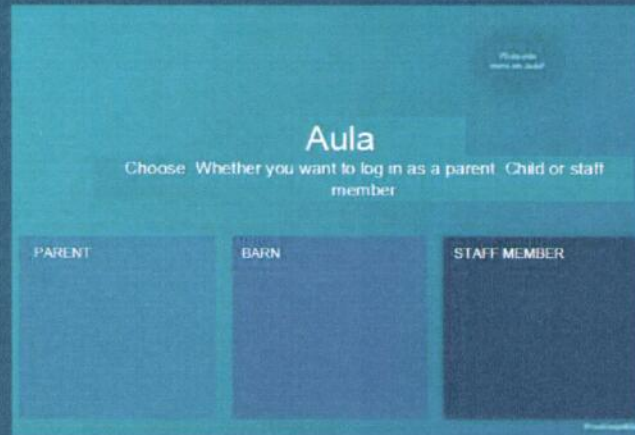 Aula
Choose Whether you want to log in as a parent Child or staff
member
PARENT
BARN
STAFF MEMBER